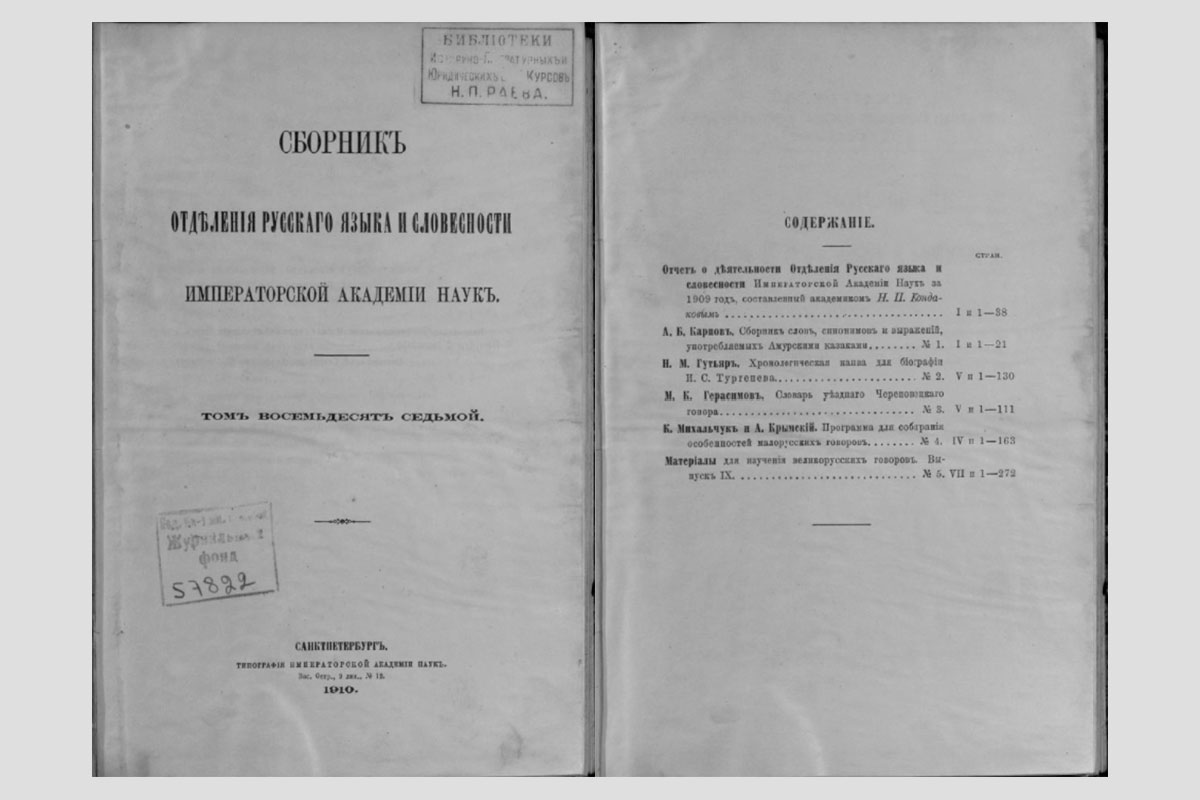 БИБЛІОТЕКИ
КУРСОВЪ
Н. П. РАЕВА.
СБОРНИКЪ
ОТДѢЛЕНІЯ РУССКАГО ЯЗЫКА И СЛОВЕСНОСТИ
ИМПЕРАТОРСКОЙ АКАДЕМІИ НАУКЪ.
ТОМЪ ВОСЕМЬДЕСЯТЪ СЕДЬМОЙ.
фонд
57822
САНКТПЕТЕРБУРГЪ.
ТИПОГРАФІЯ ИМПЕРАТОРСКОЙ АКАДЕМІИ НАУКЪ.
Вас. Остр., 9 лин., № 12.
1910.
СОДЕРЖАНІЕ.
СТРАН.
Отчетъ о дѣятельности Отдѣленія Русскаго языка и
словесности Императорской Академіи Наукъ за
1909 годъ, составленный академикомъ Н. П. Конда-
ковымъ ........ I и 1—38
А. Б. Карповъ. Сборникъ словъ, синонимовъ и выраженій,
употребляемыхъ Амурскими казаками........ № 1. I и 1—21
Н. М. Гутьяръ. Хронологическая канва для біографіи
И. С. Тургенева........ № 2. V и 1—130
М. К. Герасимовъ. Словарь уѣзднаго Череповецкаго
говора........ № 3. V и 1—111
К. Михальчукъ и А. Крымскій. Программа для собиранія
особенностей малорусскихъ говоровъ........ № 4. IV и 1—163
Матеріалы для изученія великорусскихъ говоровъ. Вы-
пускъ IX. ........ № 5. VII и 1—272